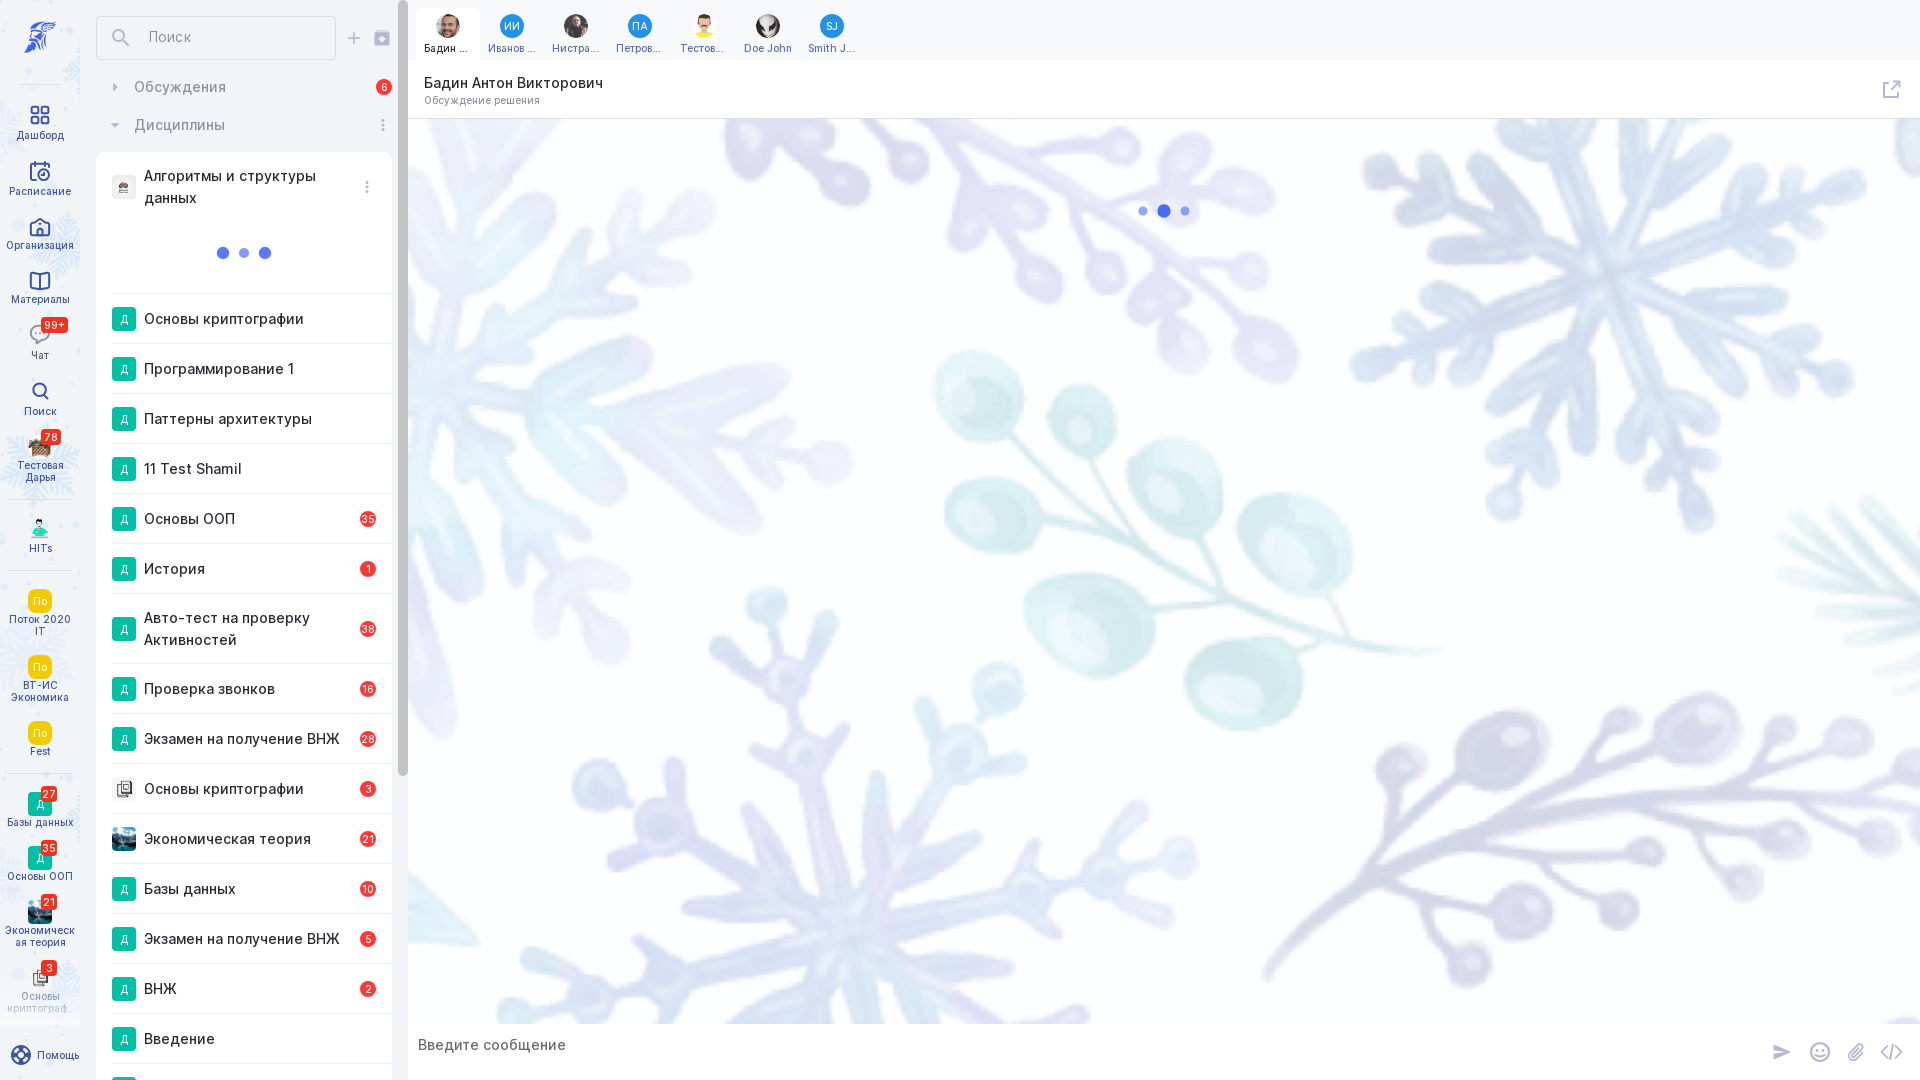 Дашборд
Расписание
Организация
Материалы
99+
Чат
Поиск
78
Тестовая
Дарья
HITs
По
Поток 2020
IT
По
ВТ-ИС
Экономика
По
Fest
27
Д
Базы данных
35
Д
Основы ООП
21
Экономическ
ая теория
3
Основы
криптограф...
Помощь
Поиск
Обсуждения
6
Дисциплины
Алгоритмы и структуры
данных
Д
Основы криптографии
Д
Программирование 1
Д
Паттерны архитектуры
Д
11 Test Shamil
Д
Основы ООП
35
Д
История
1
Д
Авто-тест на проверку
Активностей
38
Д
Проверка звонков
16
Д
Экзамен на получение ВНЖ
28
Основы криптографии
3
Экономическая теория
21
Д
Базы данных
10
Д
Экзамен на получение ВНЖ
5
Д
ВНЖ
2
Д
Введение
Бадин ...
ИИ
Иванов ...
Нистра...
ПА
Петров...
Тестов...
Doe John
SJ
Smith J...
Бадин Антон Викторович
Обсуждение решения
Введите сообщение